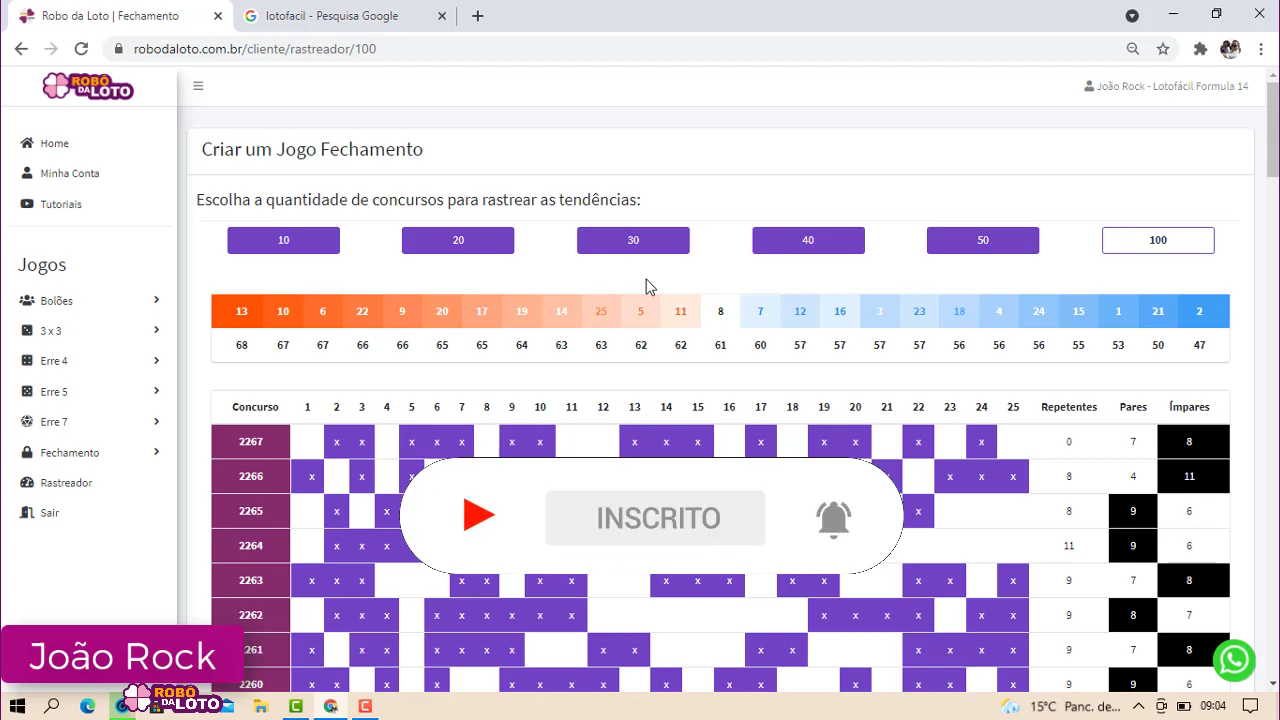 Robo da Loto | Fechamento
lotofacil - Pesquisa Google
robodaloto.com.br/cliente/rastreador/100
ROBÔ DA LOTO
João Rock - Lotofácil Formula 14
Home
Minha Conta
Tutoriais
Jogos
Bolões
3 x 3
Erre 4
Erre 5
Erre 7
Fechamento
Rastreador
Sair
Criar um Jogo Fechamento
Escolha a quantidade de concursos para rastrear as tendências:
10 20 30 40 50 100
13 10 6 22 9 20 17 19 14 25 5 11 8 7 12 16 3 23 18 4 24 15 1 21 2
68 67 67 66 66 65 65 64 63 63 62 62 61 60 57 57 57 57 56 56 56 55 53 50 47
Concurso 1 2 3 4 5 6 7 8 9 10 11 12 13 14 15 16 17 18 19 20 21 22 23 24 25 Repetentes Pares Ímpares
2267 x x x x x x x x x x x x x x x 0 7 8
2266 x x x x x x 8 4 11
2265 x x x 8 9 6
2264 x x x 11 9 6
2263 x x x x x x x x x x x x x x x 9 7 8
2262 x x x x x x x x x x x x x x x 9 8 7
2261 x x x x x x x x x x x x x x x 9 7 8
2260 x x x x x x x x x x x x x x x 9 9 6
INSCRITO
João Rock
ROBÔ DA LOTO
15°C Panc. de... 09:04